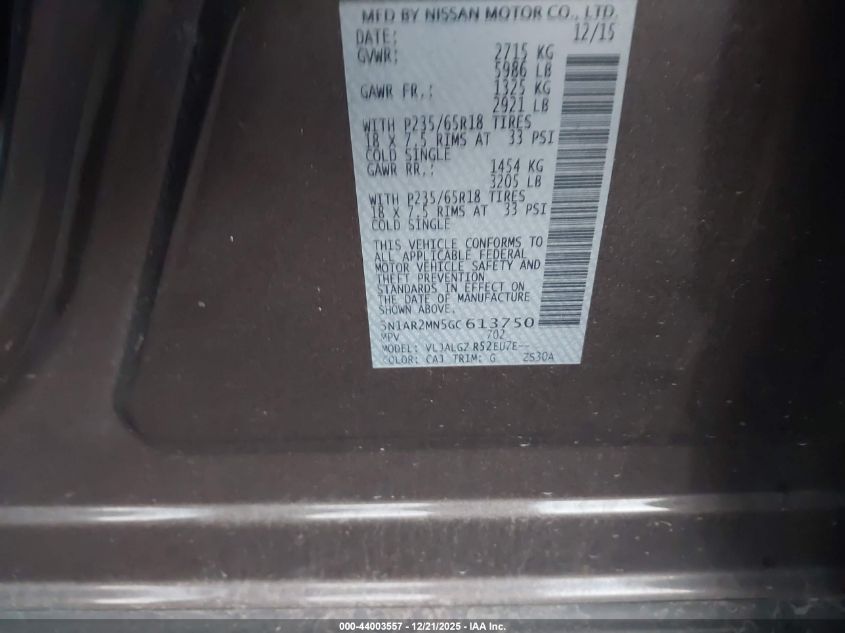 MFD BY NISSAN MOTOR CO., LTD.
DATE: 12/15
GVWR: 2715 KG
5986 LB
GAWR FR.: 1325 KG
2921 LB
WITH P235/65R18 TIRES
18 X 7.5 RIMS AT 33 PSI
COLD SINGLE
GAWR RR.: 1454 KG
3205 LB
WITH P235/65R18 TIRES
18 X 7.5 RIMS AT 33 PSI
COLD SINGLE
THIS VEHICLE CONFORMS TO
ALL APPLICABLE FEDERAL
MOTOR VEHICLE SAFETY AND
THEFT PREVENTION
STANDARDS IN EFFECT ON
THE DATE OF MANUFACTURE
SHOWN ABOVE.
5N1AR2MN5GC613750
MPV 702
MODEL: R52EUZE--
COLOR: CAJ TRIM: G 2S30A
000-44003557 - 12/21/2025 - IAA Inc.